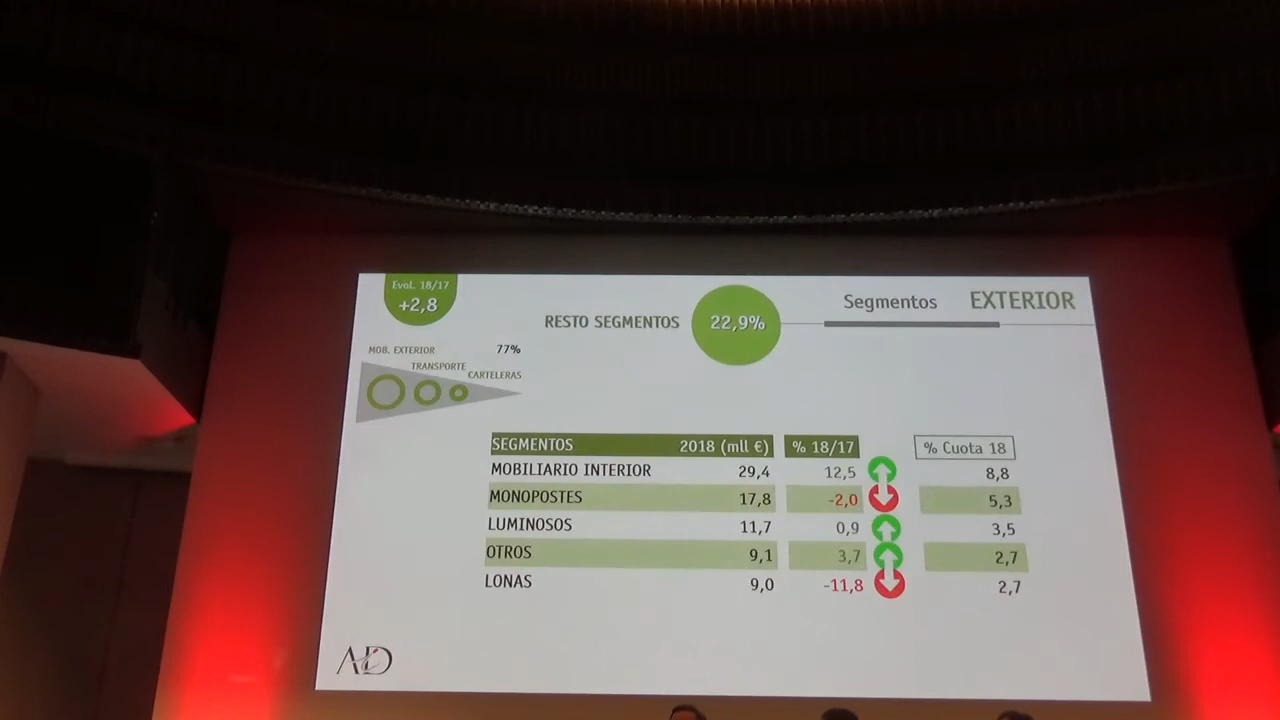 Evol. 18/17
+2,8
RESTO SEGMENTOS 22,9%
Segmentos EXTERIOR
MOB. EXTERIOR 77%
TRANSPORTE
CARTELERAS
SEGMENTOS 2018 (mll €) % 18/17 % Cuota 18
MOBILIARIO INTERIOR 29,4 12,5 8,8
MONOPOSTES 17,8 -2,0 5,3
LUMINOSOS 11,7 0,9 3,5
OTROS 9,1 3,7 2,7
LONAS 9,0 -11,8 2,7
AD